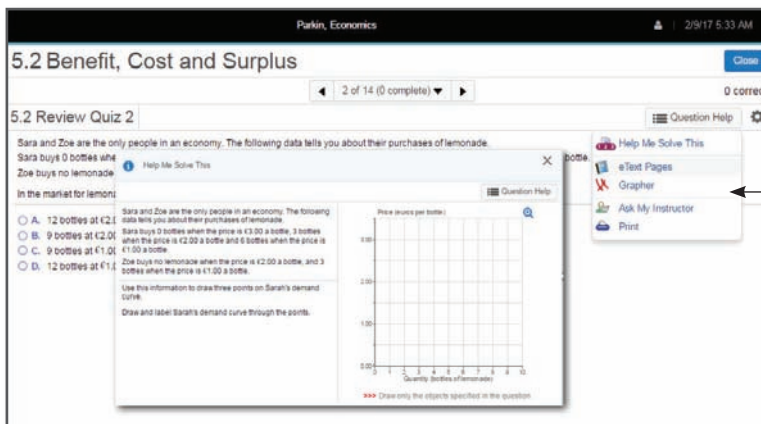 Parkin, Economics
2/9/17 5:33 AM
5.2 Benefit, Cost and Surplus
Close
2 of 14 (0 complete)
0 correc
5.2 Review Quiz 2
Question Help
Sara and Zoe are the only people in an economy. The following data tells you about their purchases of lemonade.
Sara buys 0 bottles whe
bottle.
Zoe buys no lemonade
In the market for lemona
A. 12 bottles at €2.0
B. 9 bottles at €2.00
C. 9 bottles at €1.00
D. 12 bottles at €1.0
Help Me Solve This
eText Pages
Grapher
Ask My Instructor
Print
Help Me Solve This
X
Question Help
Sara and Zoe are the only people in an economy. The following
data tells you about their purchases of lemonade.
Sara buys 0 bottles when the price is €3.00 a bottle, 3 bottles
when the price is €2.00 a bottle and 6 bottles when the price is
€1.00 a bottle.
Zoe buys no lemonade when the price is €2.00 a bottle, and 3
bottles when the price is €1.00 a bottle.
Use this information to draw three points on Sarah's demand
curve.
Draw and label Sarah's demand curve through the points.
Price (euros per bottle)
3.00
2.00
1.00
0.00
0 1 2 3 4 5 6 7 8 9 10
Quantity (bottles of lemonade)
>>> Draw only the objects specified in the question